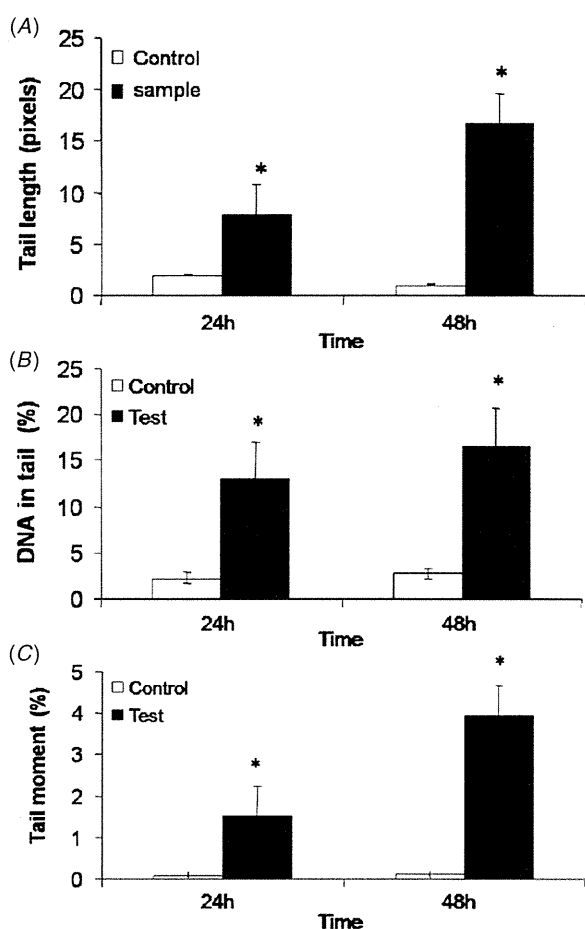 (A)
Tail length (pixels)
25
20
15
10
5
0
Control
sample
*
*
24h
48h
Time
(B)
DNA in tail (%)
25
20
15
10
5
0
Control
Test
*
*
24h
48h
Time
(C)
Tail moment (%)
5
4
3
2
1
0
Control
Test
*
*
24h
48h
Time